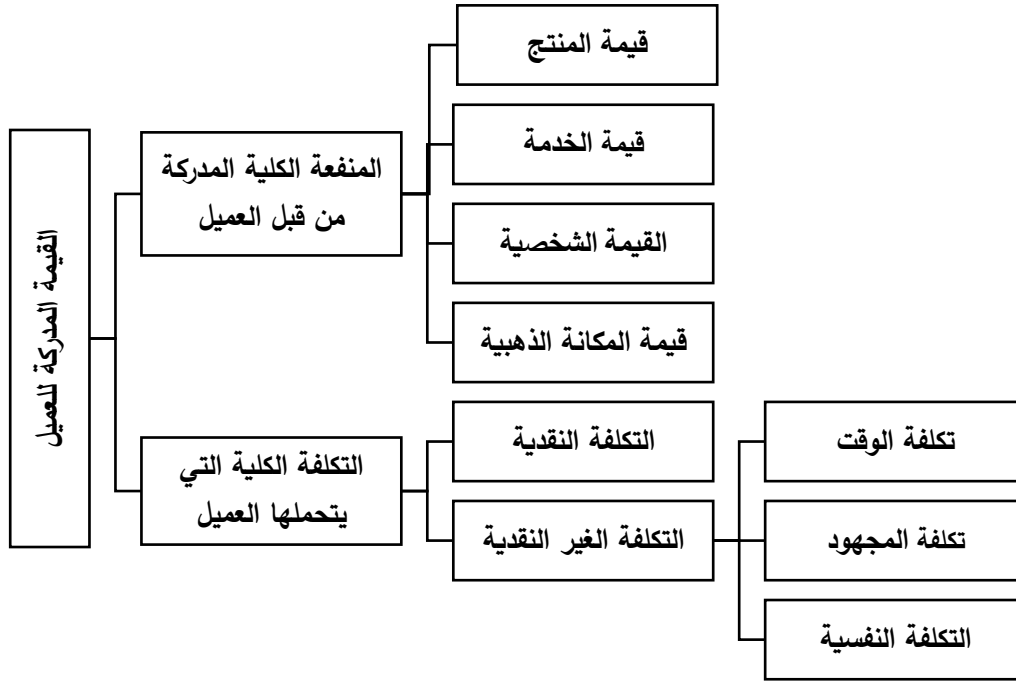 القيمة المدركة للعميل
المنفعة الكلية المدركة
من قبل العميل
قيمة المنتج
قيمة الخدمة
القيمة الشخصية
قيمة المكانة الذهبية
التكلفة الكلية التي
يتحملها العميل
التكلفة النقدية
التكلفة الغير النقدية
تكلفة الوقت
تكلفة المجهود
التكلفة النفسية